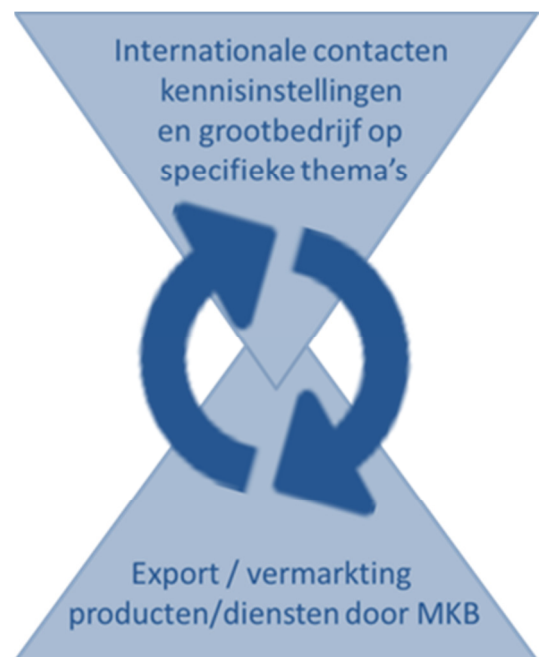 Internationale contacten
kennisinstellingen
en grootbedrijf op
specifieke thema's
Export / vermarkting
producten/diensten door MKB